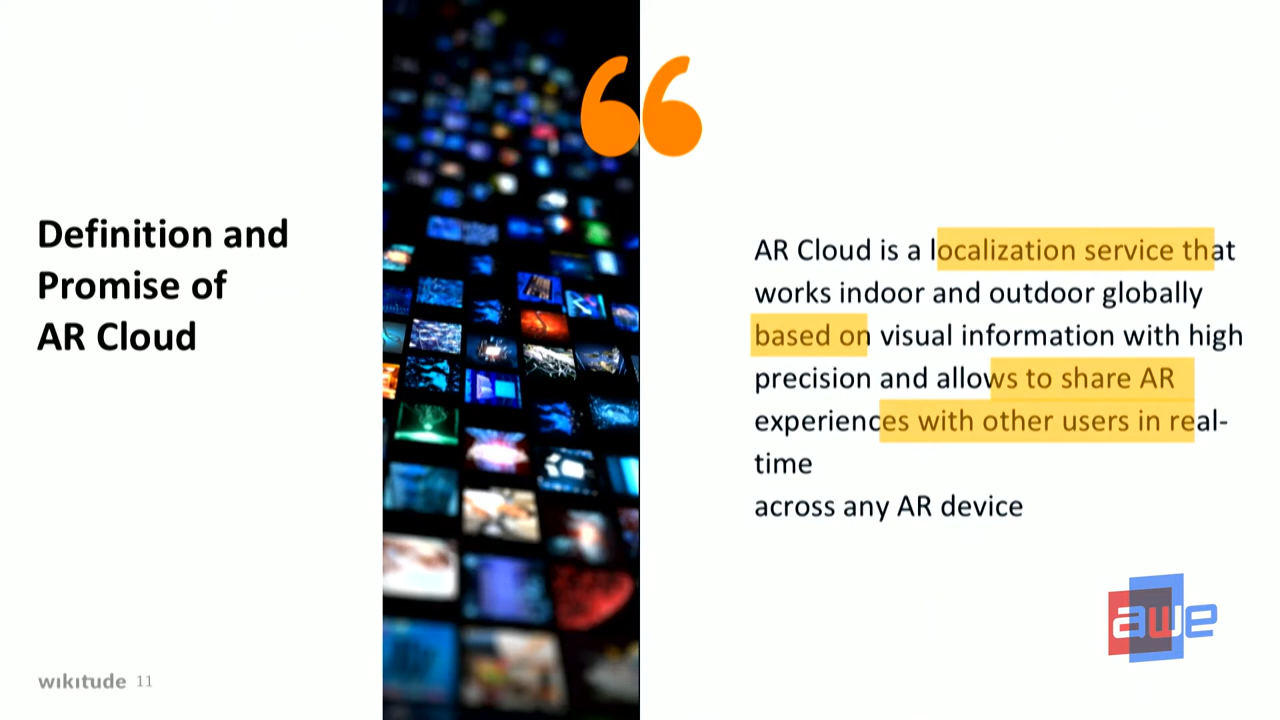 Definition and
Promise of
AR Cloud
“
AR Cloud is a localization service that
works indoor and outdoor globally
based on visual information with high
precision and allows to share AR
experiences with other users in real-
time
across any AR device
awe
wikitude 11